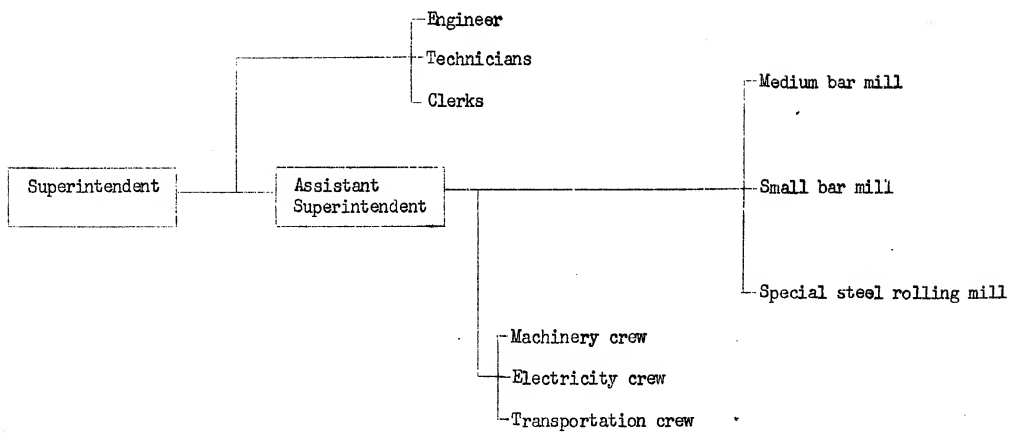 Engineer
Technicians
Clerks
Medium bar mill
Superintendent
Assistant
Superintendent
Small bar mill
Special steel rolling mill
Machinery crew
Electricity crew
Transportation crew